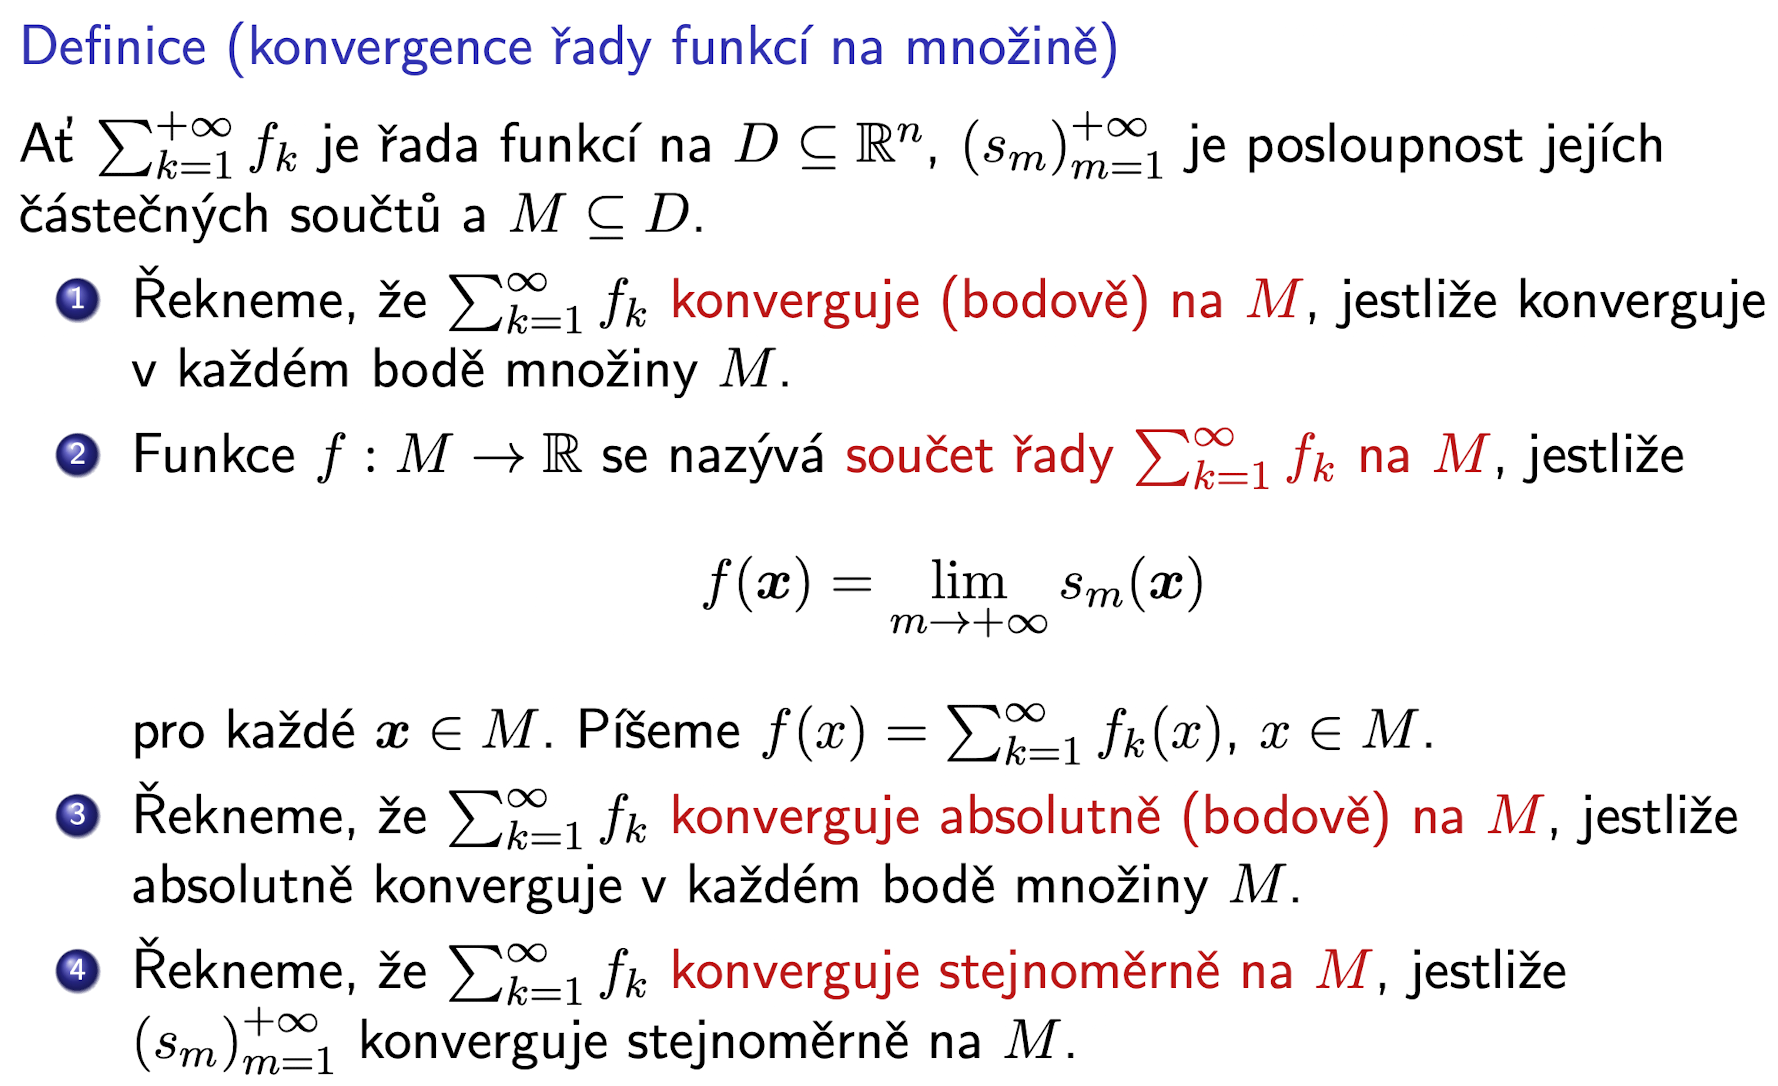 Definice (konvergence řady funkcí na množině)
Ať $\sum_{k=1}^{+\infty} f_k$ je řada funkcí na $D \subseteq \mathbb{R}^n$, $(s_m)_{m=1}^{+\infty}$ je posloupnost jejích
částečných součtů a $M \subseteq D$.
1 Řekneme, že $\sum_{k=1}^{\infty} f_k$ konverguje (bodově) na $M$, jestliže konverguje
v každém bodě množiny $M$.
2 Funkce $f : M \to \mathbb{R}$ se nazývá součet řady $\sum_{k=1}^{\infty} f_k$ na $M$, jestliže
$f(\boldsymbol{x}) = \lim_{m \to +\infty} s_m(\boldsymbol{x})$
pro každé $\boldsymbol{x} \in M$. Píšeme $f(x) = \sum_{k=1}^{\infty} f_k(x)$, $x \in M$.
3 Řekneme, že $\sum_{k=1}^{\infty} f_k$ konverguje absolutně (bodově) na $M$, jestliže
absolutně konverguje v každém bodě množiny $M$.
4 Řekneme, že $\sum_{k=1}^{\infty} f_k$ konverguje stejnoměrně na $M$, jestliže
$(s_m)_{m=1}^{+\infty}$ konverguje stejnoměrně na $M$.